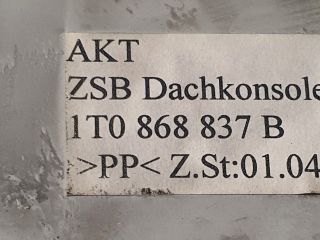 AKT
ZSB Dachkonsole
1T0 868 837 B
>PP< Z.St:01.04